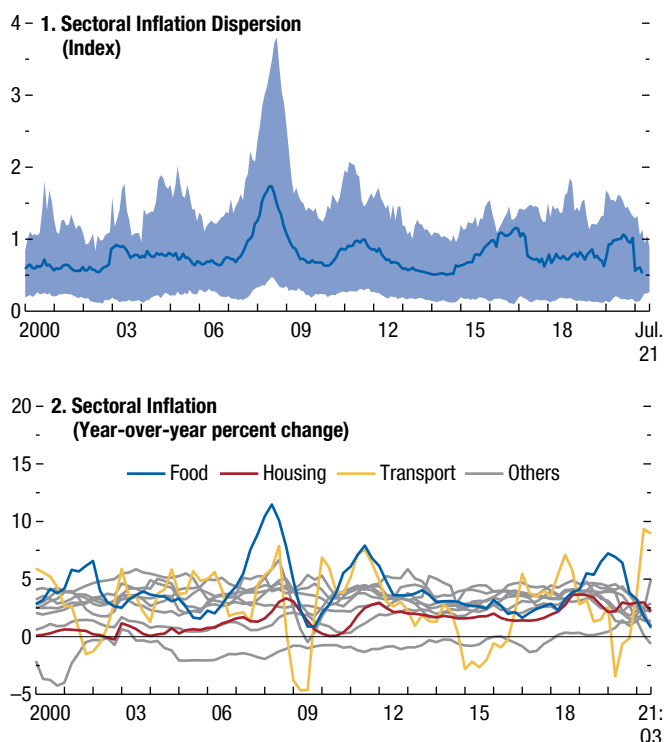 1. Sectoral Inflation Dispersion
(Index)
4
3
2
1
0
2000 03 06 09 12 15 18 Jul.
21
2. Sectoral Inflation
(Year-over-year percent change)
Food Housing Transport Others
20
15
10
5
0
–5
2000 03 06 09 12 15 18 21:
03